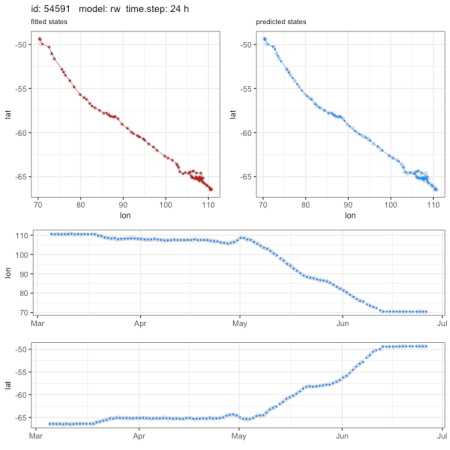 id: 54591 model: rw time.step: 24 h
fitted states
predicted states
-50
-55
-60
-65
lat
70 80 90 100 110
lon
-50
-55
-60
-65
lat
70 80 90 100 110
lon
110
100
90
80
70
lon
Mar Apr May Jun Jul
-50
-55
-60
-65
lat
Mar Apr May Jun Jul